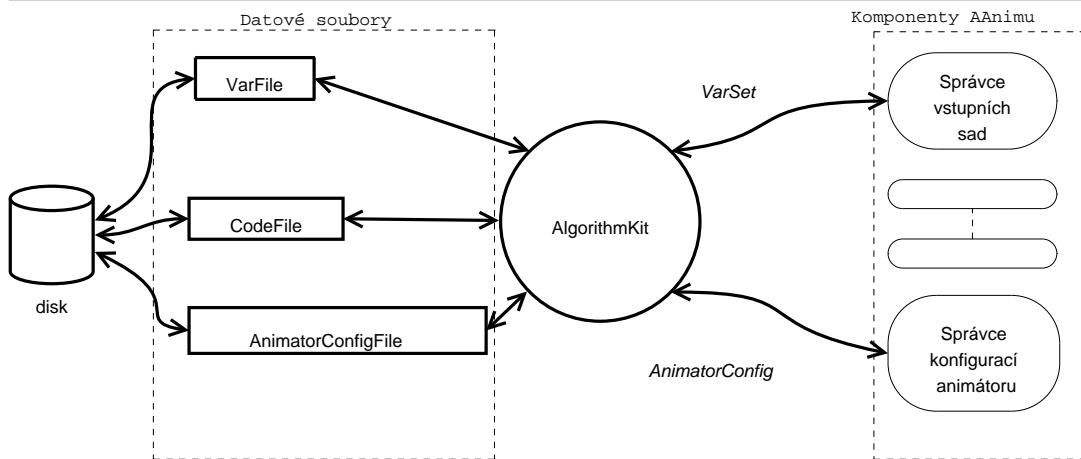 Datové soubory
Komponenty AAnimu
VarFile
VarSet
Správce
vstupních
sad
CodeFile
AlgorithmKit
disk
AnimatorConfigFile
AnimatorConfig
Správce
konfigurací
animátoru